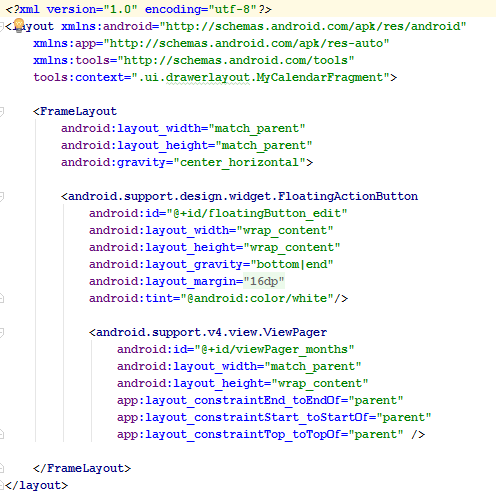 <?xml version="1.0" encoding="utf-8"?>
<layout xmlns:android="http://schemas.android.com/apk/res/android"
    xmlns:app="http://schemas.android.com/apk/res-auto"
    xmlns:tools="http://schemas.android.com/tools"
    tools:context=".ui.drawerlayout.MyCalendarFragment">

    <FrameLayout
        android:layout_width="match_parent"
        android:layout_height="match_parent"
        android:gravity="center_horizontal">

        <android.support.design.widget.FloatingActionButton
            android:id="@+id/floatingButton_edit"
            android:layout_width="wrap_content"
            android:layout_height="wrap_content"
            android:layout_gravity="bottom|end"
            android:layout_margin="16dp"
            android:tint="@android:color/white"/>

            <android.support.v4.view.ViewPager
                android:id="@+id/viewPager_months"
                android:layout_width="match_parent"
                android:layout_height="wrap_content"
                app:layout_constraintEnd_toEndOf="parent"
                app:layout_constraintStart_toStartOf="parent"
                app:layout_constraintTop_toTopOf="parent" />

    </FrameLayout>
</layout>